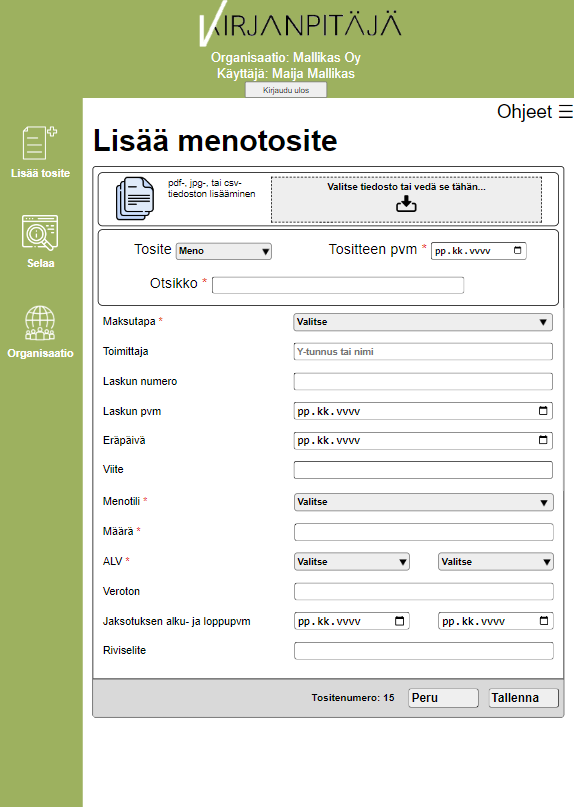 KIRJANPITÄJÄ
Organisaatio: Mallikas Oy
Käyttäjä: Maija Mallikas
Kirjaudu ulos
Ohjeet ☰
Lisää menotosite
Lisää tosite
Selaa
Organisaatio
pdf-, jpg-, tai csv-
tiedoston lisääminen
Valitse tiedosto tai vedä se tähän...
Tosite Meno Tositteen pvm * pp.kk.vvvv
Otsikko *
Maksutapa * Valitse
Toimittaja Y-tunnus tai nimi
Laskun numero
Laskun pvm pp.kk.vvvv
Eräpäivä pp.kk.vvvv
Viite
Menotili * Valitse
Määrä *
ALV * Valitse Valitse
Veroton
Jaksotuksen alku- ja loppupvm pp.kk.vvvv pp.kk.vvvv
Riviselite
Tositenumero: 15 Peru Tallenna